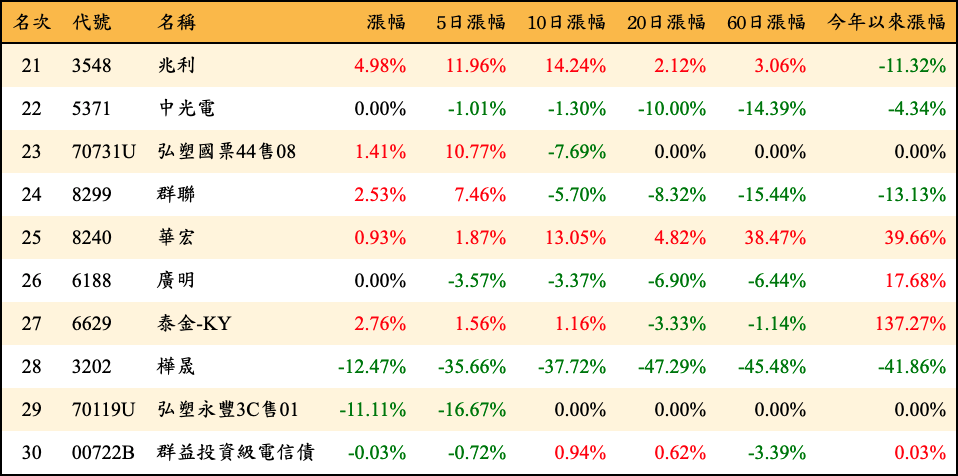 名次 代號 名稱 漲幅 5日漲幅 10日漲幅 20日漲幅 60日漲幅 今年以來漲幅
21 3548 兆利 4.98% 11.96% 14.24% 2.12% 3.06% -11.32%
22 5371 中光電 0.00% -1.01% -1.30% -10.00% -14.39% -4.34%
23 70731U 弘塑國票44售08 1.41% 10.77% -7.69% 0.00% 0.00% 0.00%
24 8299 群聯 2.53% 7.46% -5.70% -8.32% -15.44% -13.13%
25 8240 華宏 0.93% 1.87% 13.05% 4.82% 38.47% 39.66%
26 6188 廣明 0.00% -3.57% -3.37% -6.90% -6.44% 17.68%
27 6629 泰金-KY 2.76% 1.56% 1.16% -3.33% -1.14% 137.27%
28 3202 樺晟 -12.47% -35.66% -37.72% -47.29% -45.48% -41.86%
29 70119U 弘塑永豐3C售01 -11.11% -16.67% 0.00% 0.00% 0.00% 0.00%
30 00722B 群益投資級電信債 -0.03% -0.72% 0.94% 0.62% -3.39% 0.03%